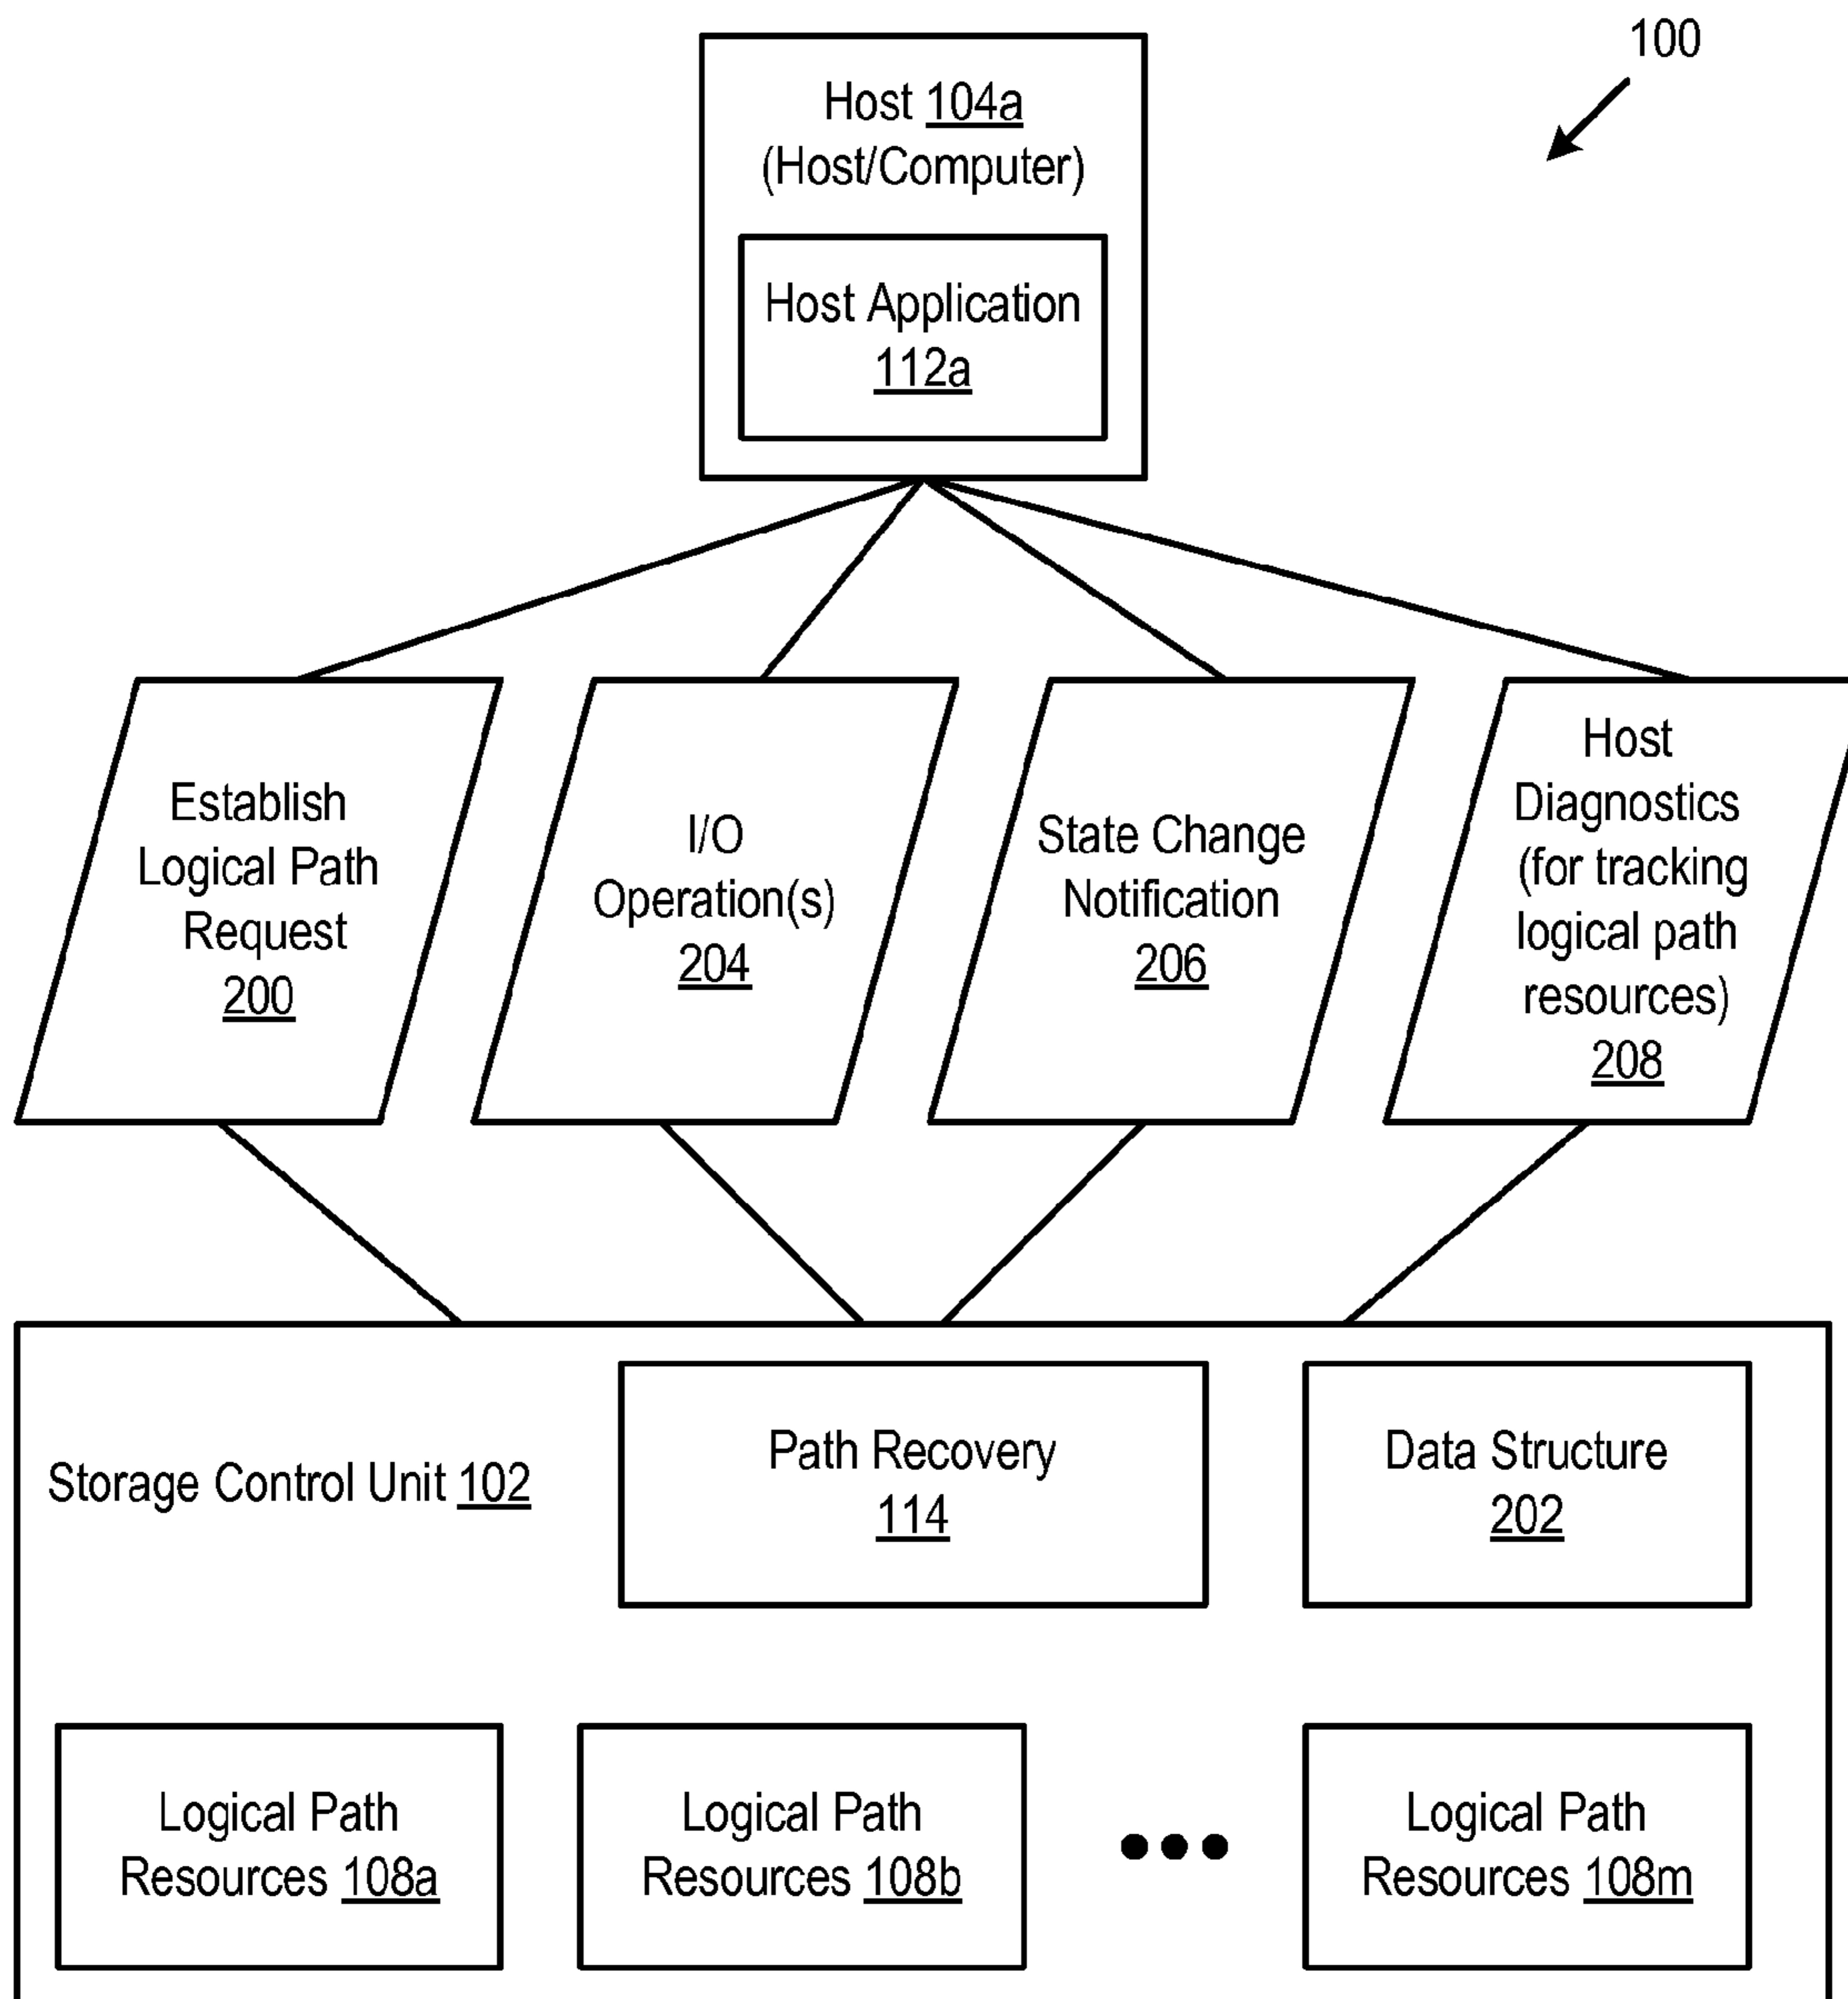 100
Host 104a
(Host/Computer)
Host Application
112a
Establish
Logical Path
Request
200
I/O
Operation(s)
204
State Change
Notification
206
Host
Diagnostics
(for tracking
logical path
resources)
208
Storage Control Unit 102
Path Recovery
114
Data Structure
202
Logical Path
Resources 108a
Logical Path
Resources 108b
Logical Path
Resources 108m